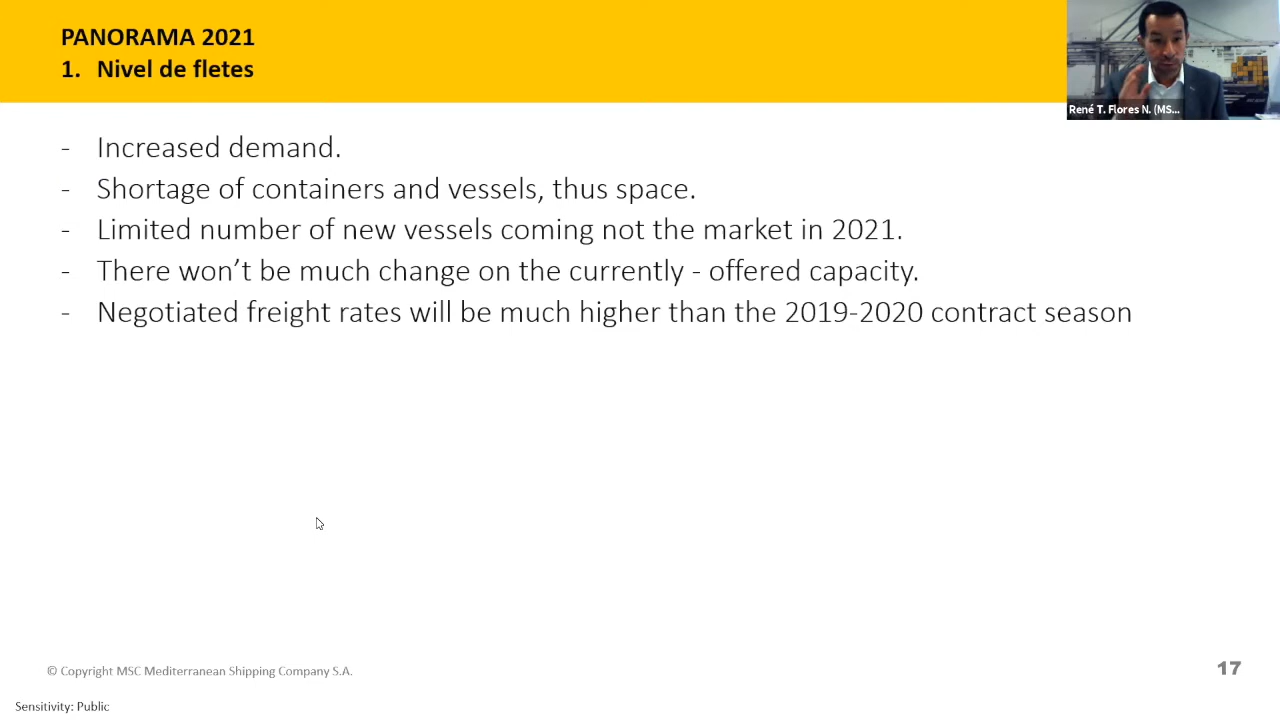 PANORAMA 2021
1. Nivel de fletes
René T. Flores N. (MS...
- Increased demand.
- Shortage of containers and vessels, thus space.
- Limited number of new vessels coming not the market in 2021.
- There won't be much change on the currently - offered capacity.
- Negotiated freight rates will be much higher than the 2019-2020 contract season
© Copyright MSC Mediterranean Shipping Company S.A.
17
Sensitivity: Public